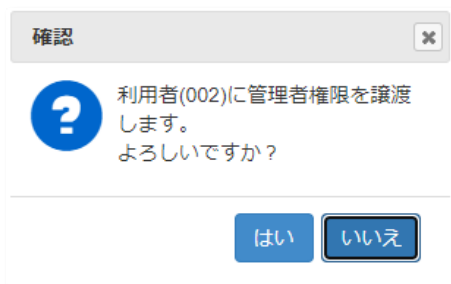 確認
利用者(002)に管理者権限を譲渡
します。
よろしいですか？
はい いいえ